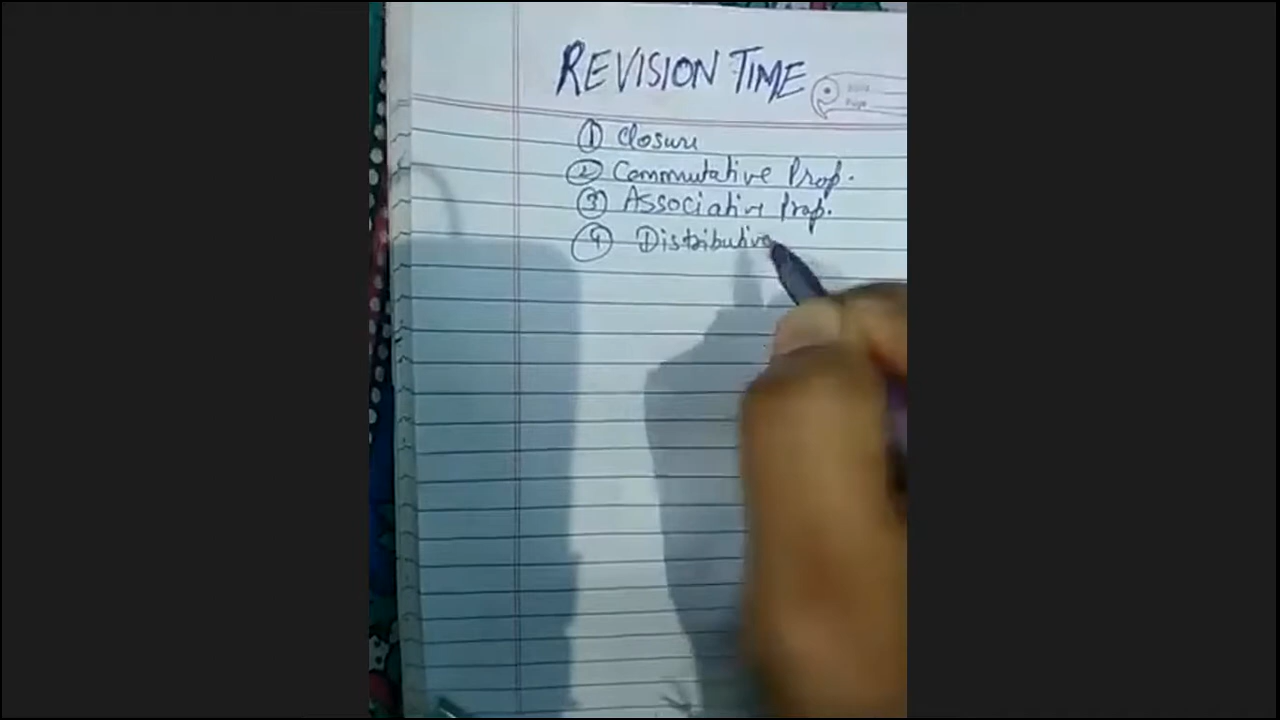 REVISION TIME
① Closure
② Commutative Prop.
③ Associative Prop.
④ Distributive